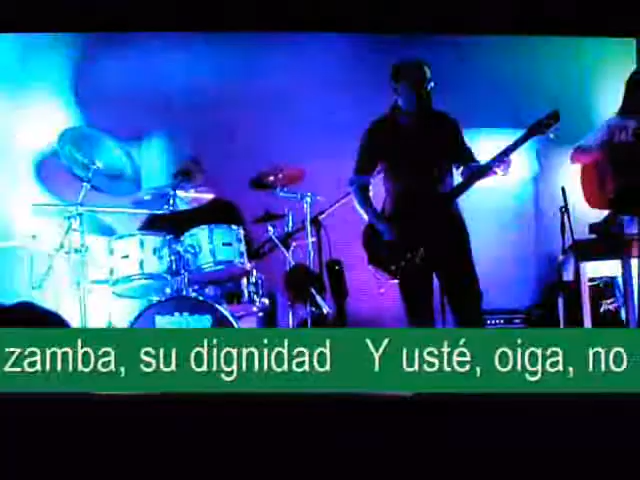 zamba, su dignidad   Y usté, oiga, no